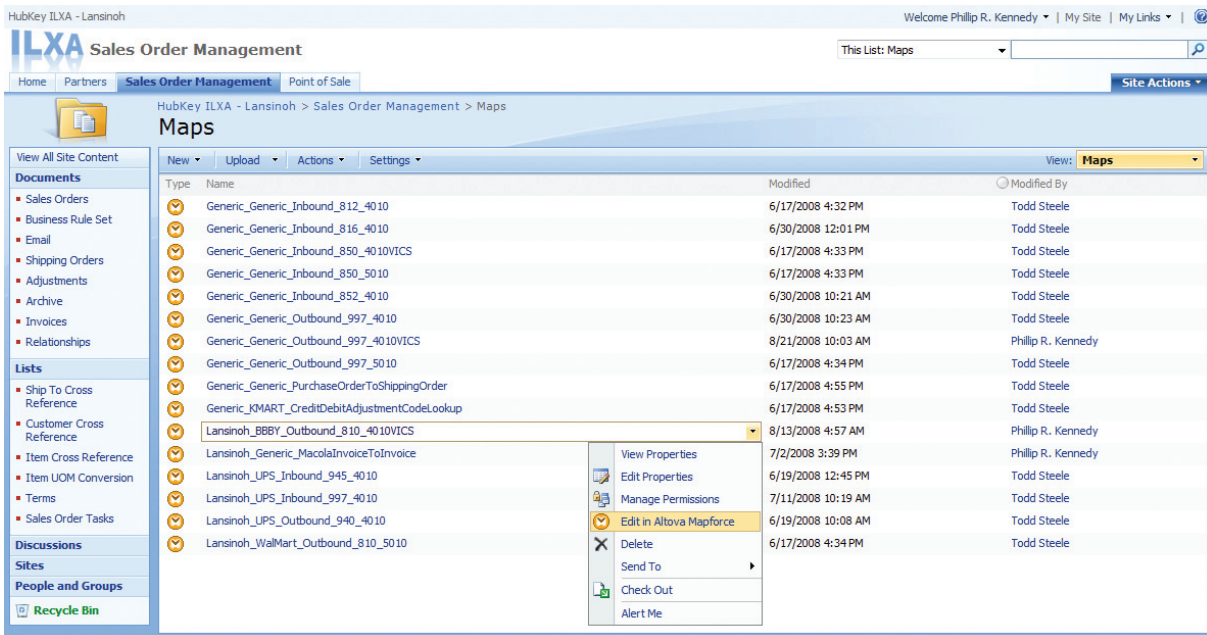 HubKey ILXA - Lansinoh
Welcome Phillip R. Kennedy | My Site | My Links |
ILXA Sales Order Management
This List: Maps
Home Partners Sales Order Management Point of Sale
Site Actions
HubKey ILXA - Lansinoh > Sales Order Management > Maps
Maps
View All Site Content
Documents
Sales Orders
Business Rule Set
Email
Shipping Orders
Adjustments
Archive
Invoices
Relationships
Lists
Ship To Cross
Reference
Customer Cross
Reference
Item Cross Reference
Item UOM Conversion
Terms
Sales Order Tasks
Discussions
Sites
People and Groups
Recycle Bin
New Upload Actions Settings View: Maps
Type Name Modified Modified By
Generic_Generic_Inbound_812_4010 6/17/2008 4:32 PM Todd Steele
Generic_Generic_Inbound_816_4010 6/30/2008 12:01 PM Todd Steele
Generic_Generic_Inbound_850_4010VICS 6/17/2008 4:33 PM Todd Steele
Generic_Generic_Inbound_850_5010 6/17/2008 4:33 PM Todd Steele
Generic_Generic_Inbound_852_4010 6/30/2008 10:21 AM Todd Steele
Generic_Generic_Outbound_997_4010 6/30/2008 10:23 AM Todd Steele
Generic_Generic_Outbound_997_4010VICS 8/21/2008 10:03 AM Phillip R. Kennedy
Generic_Generic_Outbound_997_5010 6/17/2008 4:34 PM Todd Steele
Generic_Generic_PurchaseOrderToShippingOrder 6/17/2008 4:55 PM Todd Steele
Generic_KMART_CreditDebitAdjustmentCodeLookup 6/17/2008 4:53 PM Todd Steele
Lansinoh_BBBY_Outbound_810_4010VICS 8/13/2008 4:57 AM Phillip R. Kennedy
Lansinoh_Generic_MacolaInvoiceToInvoice 7/2/2008 3:39 PM Phillip R. Kennedy
Lansinoh_UPS_Inbound_945_4010 6/19/2008 12:45 PM Todd Steele
Lansinoh_UPS_Inbound_997_4010 7/11/2008 10:19 AM Todd Steele
Lansinoh_UPS_Outbound_940_4010 6/19/2008 10:08 AM Todd Steele
Lansinoh_WalMart_Outbound_810_5010 6/17/2008 4:34 PM Todd Steele
View Properties
Edit Properties
Manage Permissions
Edit in Altova Mapforce
Delete
Send To
Check Out
Alert Me